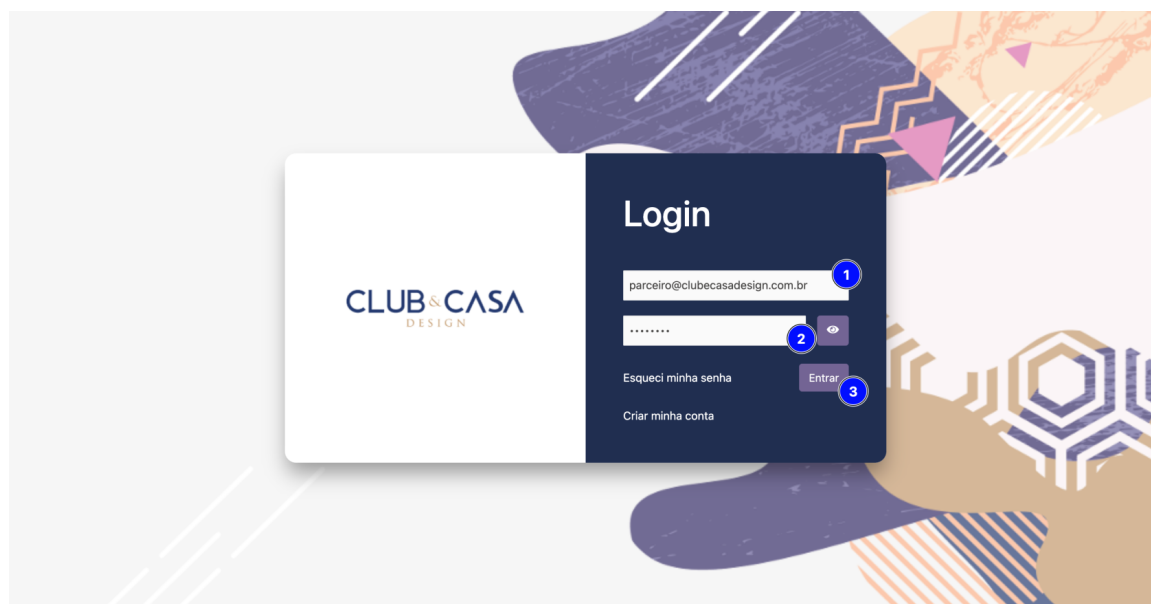 CLUB&CASA
DESIGN
Login
parceiro@clubecasadesign.com.br
1
........
2
Esqueci minha senha
Entrar
3
Criar minha conta